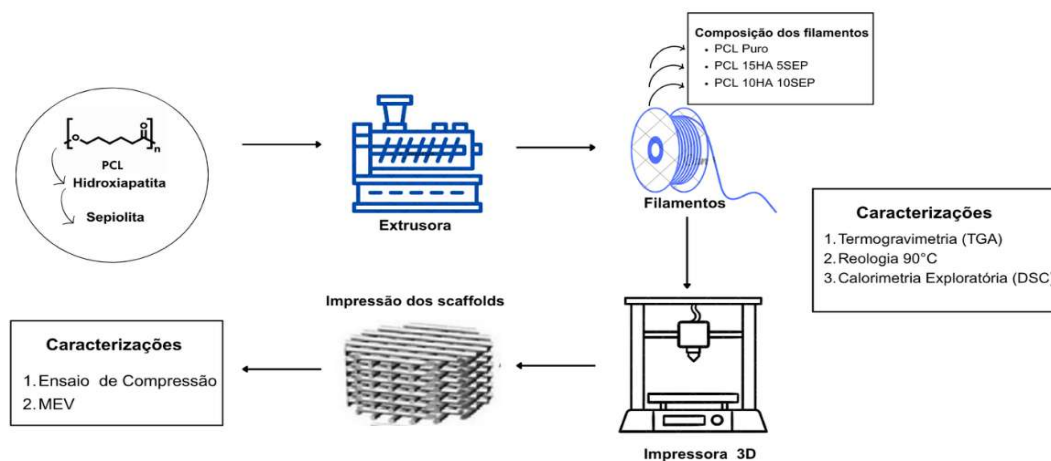 Composição dos filamentos
• PCL Puro
• PCL 15HA 5SEP
• PCL 10HA 10SEP
O
O
n
PCL
Hidroxiapatita
Sepiolita
Extrusora
Filamentos
Caracterizações
1. Termogravimetria (TGA)
2. Reologia 90°C
3. Calorimetria Exploratória (DSC)
Impressão dos scaffolds
Caracterizações
1. Ensaio de Compressão
2. MEV
Impressora 3D